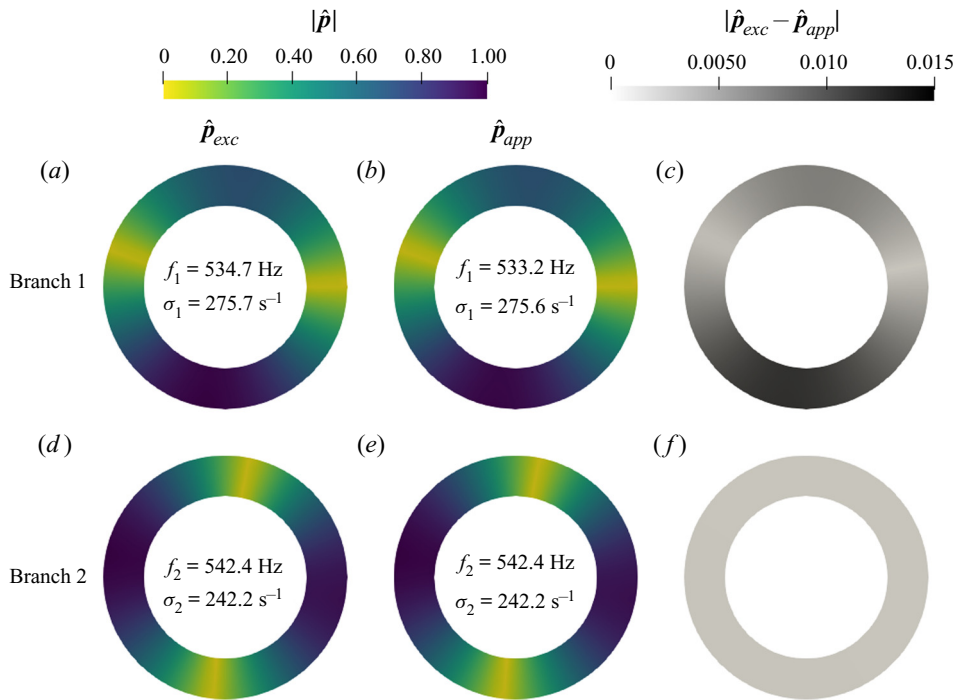 |p̂|
0 0.20 0.40 0.60 0.80 1.00
|p̂exc – p̂app|
0 0.0050 0.010 0.015
p̂exc
p̂app
(a)
(b)
(c)
Branch 1
f1 = 534.7 Hz
σ1 = 275.7 s–1
f1 = 533.2 Hz
σ1 = 275.6 s–1
(d)
(e)
(f)
Branch 2
f2 = 542.4 Hz
σ2 = 242.2 s–1
f2 = 542.4 Hz
σ2 = 242.2 s–1